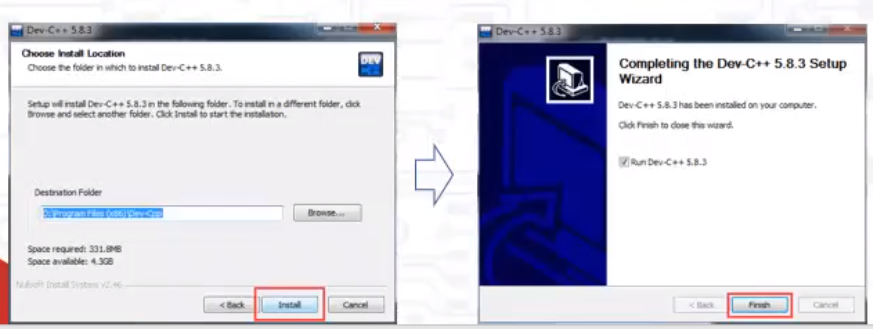 Dev-C++ 5.8.3
Choose Install Location
Choose the folder in which to install Dev-C++ 5.8.3.
DEV
Setup will install Dev-C++ 5.8.3 in the following folder. To install in a different folder, click
Browse and select another folder. Click Install to start the installation.
Destination Folder
D:\Program Files (x86)\Dev-Cpp
Browse...
Space required: 331.8MB
Space available: 4.3GB
Nullsoft Install System v2.46
< Back
Install
Cancel
Dev-C++ 5.8.3
Completing the Dev-C++ 5.8.3 Setup
Wizard
Dev-C++ 5.8.3 has been installed on your computer.
Click Finish to close this wizard.
Run Dev-C++ 5.8.3
< Back
Finish
Cancel